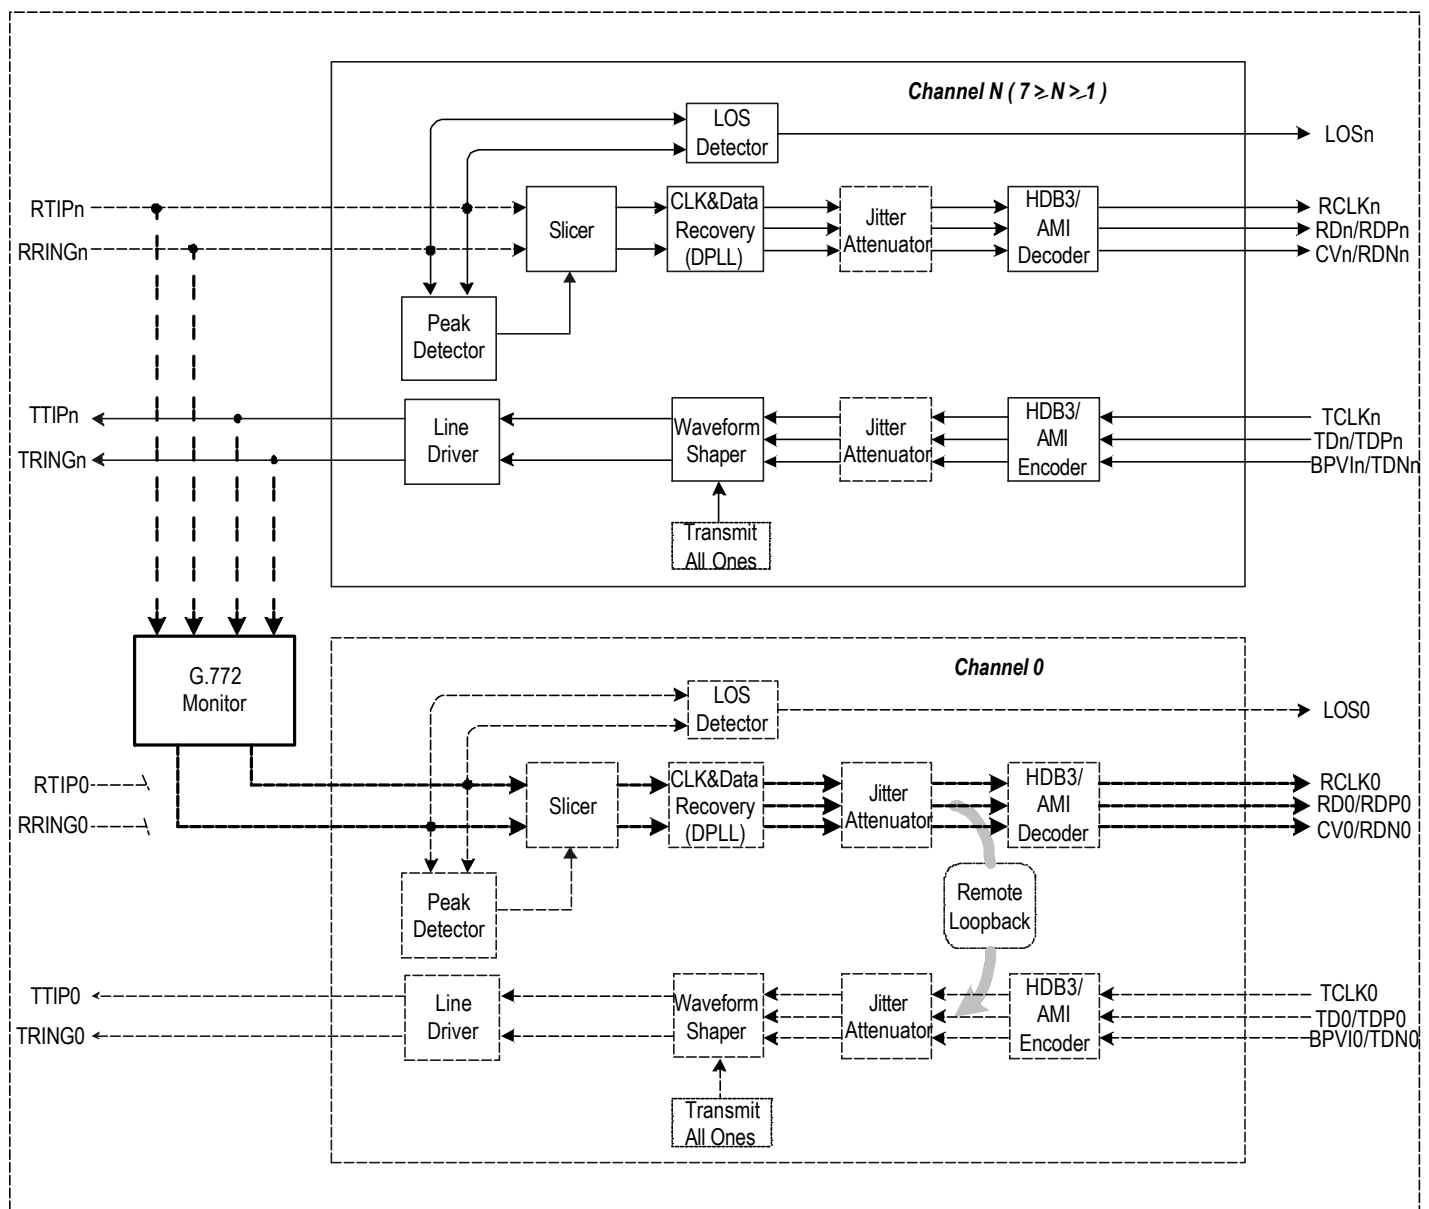 Channel N ( 7 ≥ N ≥ 1 )
LOS
Detector
LOSn
RTIPn
RRINGn
Slicer
CLK&Data
Recovery
(DPLL)
Jitter
Attenuator
HDB3/
AMI
Decoder
RCLKn
RDn/RDPn
CVn/RDNn
Peak
Detector
TTIPn
TRINGn
Line
Driver
Waveform
Shaper
Jitter
Attenuator
HDB3/
AMI
Encoder
TCLKn
TDn/TDPn
BPVIn/TDNn
Transmit
All Ones
G.772
Monitor
Channel 0
LOS
Detector
LOS0
RTIP0
RRING0
Slicer
CLK&Data
Recovery
(DPLL)
Jitter
Attenuator
HDB3/
AMI
Decoder
RCLK0
RD0/RDP0
CV0/RDN0
Peak
Detector
Remote
Loopback
TTIP0
TRING0
Line
Driver
Waveform
Shaper
Jitter
Attenuator
HDB3/
AMI
Encoder
TCLK0
TD0/TDP0
BPVI0/TDN0
Transmit
All Ones